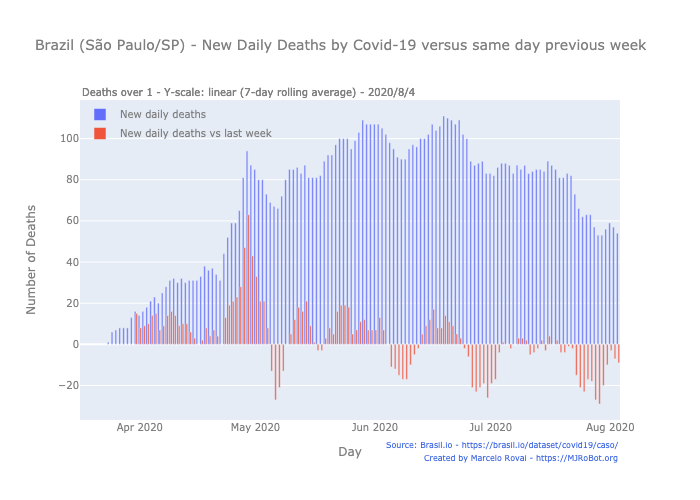 Brazil (São Paulo/SP) - New Daily Deaths by Covid-19 versus same day previous week
Deaths over 1 - Y-scale: linear (7-day rolling average) - 2020/8/4
New daily deaths
New daily deaths vs last week
100
80
60
40
20
0
−20
Number of Deaths
Apr 2020
May 2020
Jun 2020
Jul 2020
Aug 2020
Day
Source: Brasil.io - https://brasil.io/dataset/covid19/caso/
Created by Marcelo Rovai - https://MJRoBot.org